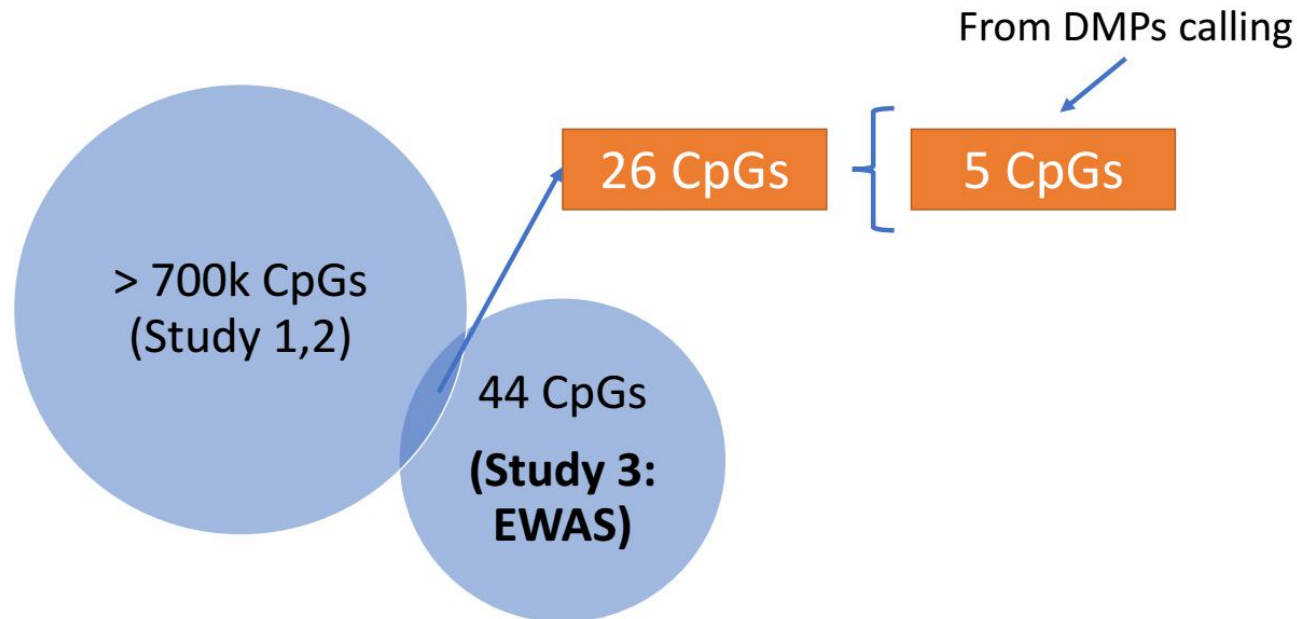 From DMPs calling
26 CpGs
5 CpGs
> 700k CpGs
(Study 1,2)
44 CpGs
(Study 3:
EWAS)